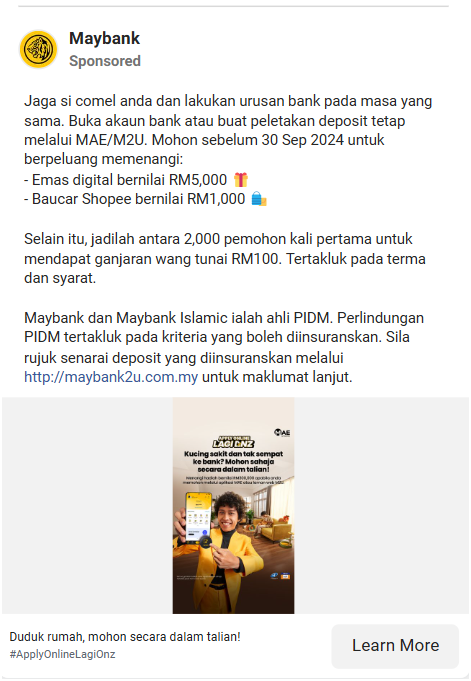 Maybank
Sponsored
Jaga si comel anda dan lakukan urusan bank pada masa yang
sama. Buka akaun bank atau buat peletakan deposit tetap
melalui MAE/M2U. Mohon sebelum 30 Sep 2024 untuk
berpeluang memenangi:
- Emas digital bernilai RM5,000 🎁
- Baucar Shopee bernilai RM1,000 🛍️
Selain itu, jadilah antara 2,000 pemohon kali pertama untuk
mendapat ganjaran wang tunai RM100. Tertakluk pada terma
dan syarat.
Maybank dan Maybank Islamic ialah ahli PIDM. Perlindungan
PIDM tertakluk pada kriteria yang boleh diinsuranskan. Sila
rujuk senarai deposit yang diinsuranskan melalui
http://maybank2u.com.my untuk maklumat lanjut.
MAE
APPLY ONLINE
LAGI ONZ
Kucing sakit dan tak sempat
ke bank? Mohon sahaja
secara dalam talian!
Duduk rumah, mohon secara dalam talian!
#ApplyOnlineLagiOnz
Learn More